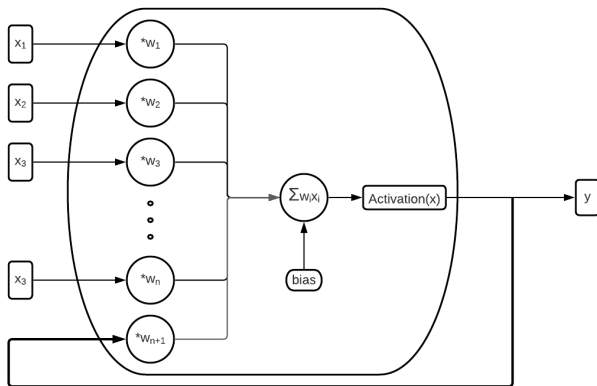 x₁
*w₁
x₂
*w₂
x₃
*w₃
Σwᵢxᵢ
Activation(x)
y
bias
x₃
*wₙ
*wₙ₊₁